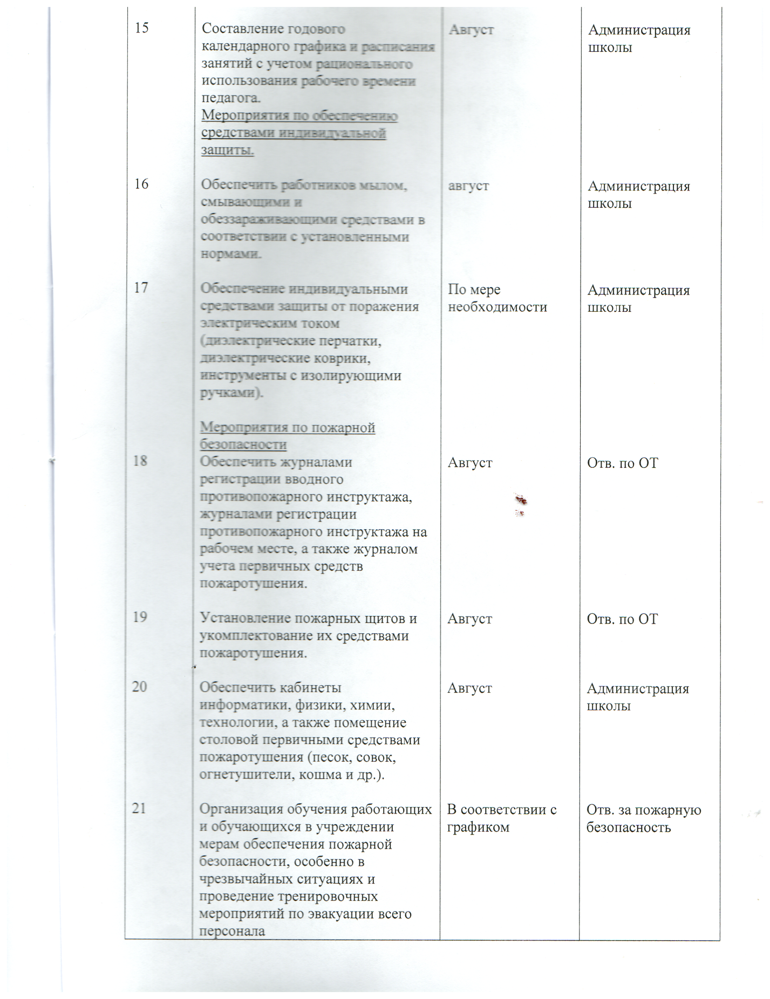 15
Составление годового
календарного графика и расписания
занятий с учетом рационального
использования рабочего времени
педагога.
Мероприятия по обеспечению
средствами индивидуальной
защиты.
Август
Администрация
школы
16
Обеспечить работников мылом,
смывающими и
обеззараживающими средствами в
соответствии с установленными
нормами.
август
Администрация
школы
17
Обеспечение индивидуальными
средствами защиты от поражения
электрическим током
(диэлектрические перчатки,
диэлектрические коврики,
инструменты с изолирующими
ручками).
По мере
необходимости
Администрация
школы
Мероприятия по пожарной
безопасности
18
Обеспечить журналами
регистрации вводного
противопожарного инструктажа,
журналами регистрации
противопожарного инструктажа на
рабочем месте, а также журналом
учета первичных средств
пожаротушения.
Август
Отв. по ОТ
19
Установление пожарных щитов и
укомплектование их средствами
пожаротушения.
Август
Отв. по ОТ
20
Обеспечить кабинеты
информатики, физики, химии,
технологии, а также помещение
столовой первичными средствами
пожаротушения (песок, совок,
огнетушители, кошма и др.).
Август
Администрация
школы
21
Организация обучения работающих
и обучающихся в учреждении
мерам обеспечения пожарной
безопасности, особенно в
чрезвычайных ситуациях и
проведение тренировочных
мероприятий по эвакуации всего
персонала
В соответствии с
графиком
Отв. за пожарную
безопасность